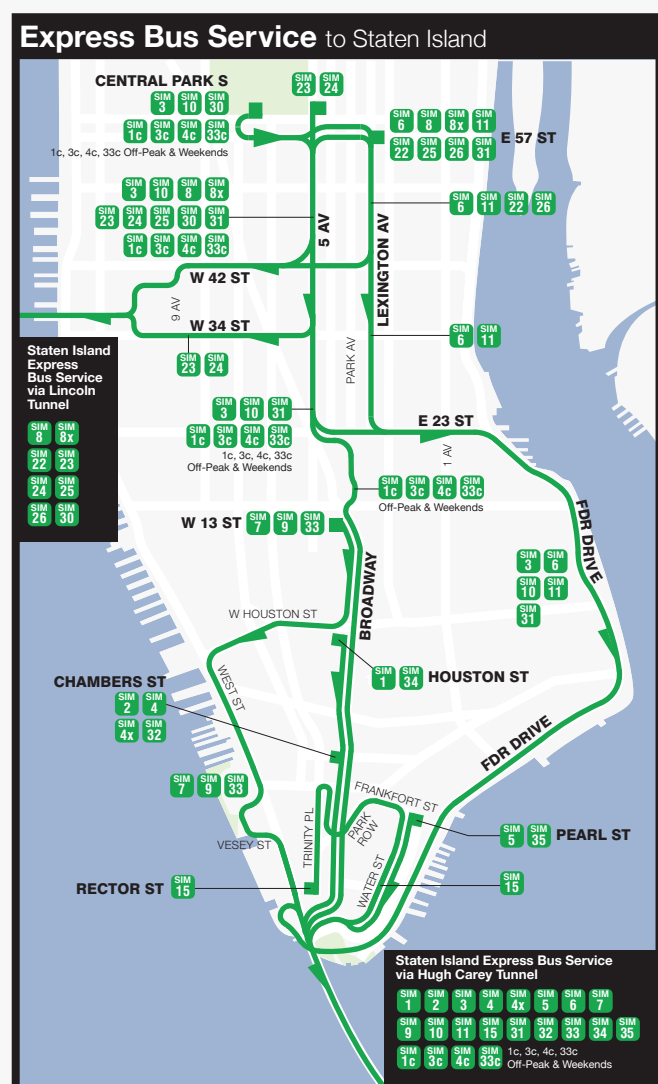 Express Bus Service to Staten Island
CENTRAL PARK S
SIM 3 SIM 10 SIM 30
SIM 1c SIM 3c SIM 4c SIM 33c
1c, 3c, 4c, 33c Off-Peak & Weekends
SIM 23 SIM 24
SIM 6 SIM 8 SIM 8x SIM 11
E 57 ST
SIM 22 SIM 25 SIM 26 SIM 31
SIM 3 SIM 10 SIM 8 SIM 8x
SIM 23 SIM 24 SIM 25 SIM 30 SIM 31
SIM 1c SIM 3c SIM 4c SIM 33c
5 AV
LEXINGTON AV
SIM 6 SIM 11 SIM 22 SIM 26
W 42 ST
9 AV
W 34 ST
SIM 23 SIM 24
PARK AV
SIM 6 SIM 11
Staten Island
Express
Bus Service
via Lincoln
Tunnel
SIM 8 SIM 8x
SIM 22 SIM 23
SIM 24 SIM 25
SIM 26 SIM 30
SIM 3 SIM 10 SIM 31
SIM 1c SIM 3c SIM 4c SIM 33c
1c, 3c, 4c, 33c
Off-Peak & Weekends
E 23 ST
1 AV
SIM 1c SIM 3c SIM 4c SIM 33c
Off-Peak & Weekends
W 13 ST SIM 7 SIM 9 SIM 33
FDR DRIVE
SIM 3 SIM 6
SIM 10 SIM 11
SIM 31
BROADWAY
W HOUSTON ST
SIM 1 SIM 34 HOUSTON ST
WEST ST
CHAMBERS ST
SIM 2 SIM 4
SIM 4x SIM 32
FDR DRIVE
SIM 7 SIM 9 SIM 33
FRANKFORT ST
PARK
ROW
TRINITY PL
VESEY ST
SIM 5 SIM 35 PEARL ST
WATER ST
RECTOR ST SIM 15
SIM 15
Staten Island Express Bus Service
via Hugh Carey Tunnel
SIM 1 SIM 2 SIM 3 SIM 4 SIM 4x SIM 5 SIM 6 SIM 7
SIM 9 SIM 10 SIM 11 SIM 15 SIM 31 SIM 32 SIM 33 SIM 34 SIM 35
SIM 1c SIM 3c SIM 4c SIM 33c
1c, 3c, 4c, 33c
Off-Peak & Weekends